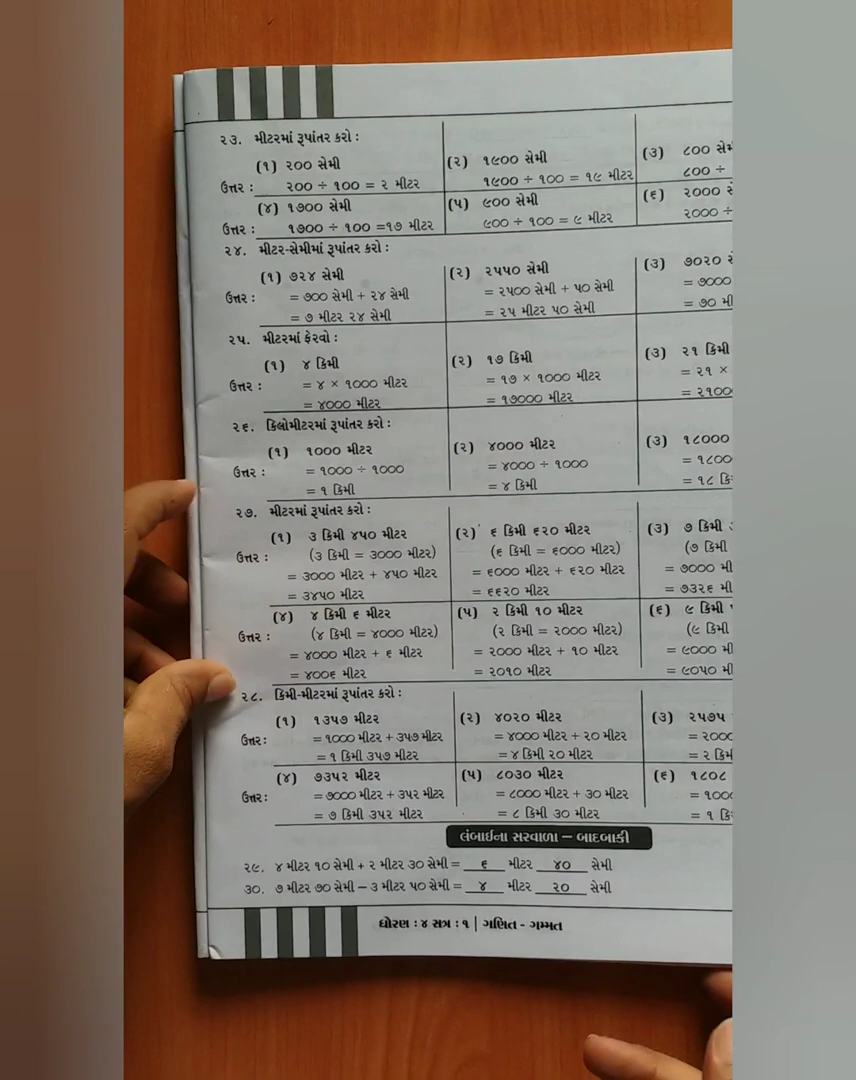 ૨૩. મીટરમાં રૂપાંતર કરો :
(૧) ૨૦૦ સેમી (૨) ૧૯૦૦ સેમી (૩) ૮૦૦
ઉત્તર : ૨૦૦ ÷ ૧૦૦ = ૨ મીટર ૧૯૦૦ ÷ ૧૦૦ = ૧૯ મીટર ૮૦૦ ÷
(૪) ૧૭૦૦ સેમી (૫) ૯૦૦ સેમી (૬) ૨૦૦૦
ઉત્તર : ૧૭૦૦ ÷ ૧૦૦ =૧૭ મીટર ૯૦૦ ÷ ૧૦૦ = ૯ મીટર ૨૦૦૦ ÷
૨૪. મીટર-સેમીમાં રૂપાંતર કરો :
(૧) ૭૨૪ સેમી (૨) ૨૫૫૦ સેમી (૩) ૭૦૨૦
ઉત્તર : = ૭૦૦ સેમી + ૨૪ સેમી = ૨૫૦૦ સેમી + ૫૦ સેમી = ૭૦૦૦
= ૭ મીટર ૨૪ સેમી = ૨૫ મીટર ૫૦ સેમી = ૭૦
૨૫. મીટરમાં ફેરવો :
(૧) ૪ કિમી (૨) ૧૭ કિમી (૩) ૨૧ કિમી
ઉત્તર : = ૪ × ૧૦૦૦ મીટર = ૧૭ × ૧૦૦૦ મીટર = ૨૧ ×
= ૪૦૦૦ મીટર = ૧૭૦૦૦ મીટર = ૨૧૦૦
૨૬. કિલોમીટરમાં રૂપાંતર કરો :
(૧) ૧૦૦૦ મીટર (૨) ૪૦૦૦ મીટર (૩) ૧૮૦૦૦
ઉત્તર : = ૧૦૦૦ ÷ ૧૦૦૦ = ૪૦૦૦ ÷ ૧૦૦૦ = ૧૮૦૦
= ૧ કિમી = ૪ કિમી = ૧૮
૨૭. મીટરમાં રૂપાંતર કરો :
(૧) ૩ કિમી ૪૫૦ મીટર (૨) ૬ કિમી ૬૨૦ મીટર (૩) ૭ કિમી
ઉત્તર : (૩ કિમી = ૩૦૦૦ મીટર) (૬ કિમી = ૬૦૦૦ મીટર) (૭ કિમી
= ૩૦૦૦ મીટર + ૪૫૦ મીટર = ૬૦૦૦ મીટર + ૬૨૦ મીટર = ૭૦૦૦
= ૩૪૫૦ મીટર = ૬૬૨૦ મીટર = ૭૩૨૬
(૪) ૪ કિમી ૬ મીટર (૫) ૨ કિમી ૧૦ મીટર (૬) ૯ કિમી
ઉત્તર : (૪ કિમી = ૪૦૦૦ મીટર) (૨ કિમી = ૨૦૦૦ મીટર) (૯ કિમી
= ૪૦૦૦ મીટર + ૬ મીટર = ૨૦૦૦ મીટર + ૧૦ મીટર = ૯૦૦૦
= ૪૦૦૬ મીટર = ૨૦૧૦ મીટર = ૯૦૫૦
૨૮. કિમી-મીટરમાં રૂપાંતર કરો :
(૧) ૧૩૫૭ મીટર (૨) ૪૦૨૦ મીટર (૩) ૨૫૭૫
ઉત્તર: = ૧૦૦૦ મીટર + ૩૫૭ મીટર = ૪૦૦૦ મીટર + ૨૦ મીટર = ૨૦૦૦
= ૧ કિમી ૩૫૭ મીટર = ૪ કિમી ૨૦ મીટર = ૨
(૪) ૭૩૫૨ મીટર (૫) ૮૦૩૦ મીટર (૬) ૧૮૦૮
ઉત્તર: = ૭૦૦૦ મીટર + ૩૫૨ મીટર = ૮૦૦૦ મીટર + ૩૦ મીટર = ૧૦૦
= ૭ કિમી ૩૫૨ મીટર = ૮ કિમી ૩૦ મીટર = ૧
લંબાઈના સરવાળા – બાદબાકી
૨૯. ૪ મીટર ૧૦ સેમી + ૨ મીટર ૩૦ સેમી = ૬ મીટર ૪૦ સેમી
૩૦. ૭ મીટર ૭૦ સેમી – ૩ મીટર ૫૦ સેમી = ૪ મીટર ૨૦ સેમી
ધોરણ : ૪ સત્ર : ૧ | ગણિત - ગમ્મત